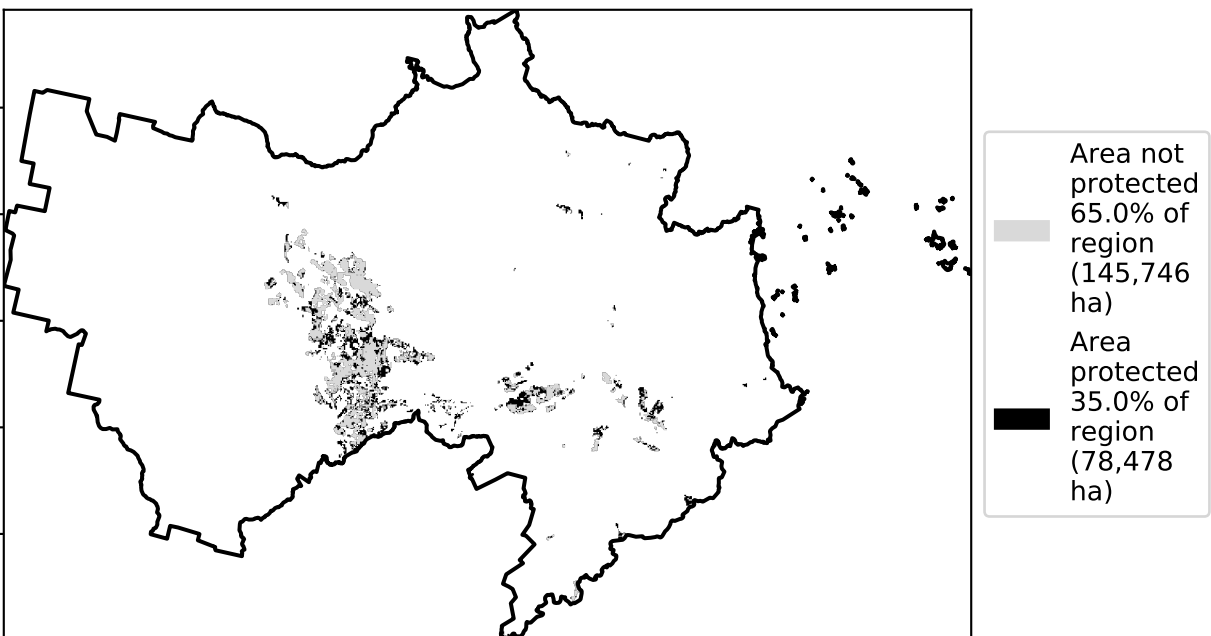 Area not
protected
65.0% of
region
(145,746
ha)
Area
protected
35.0% of
region
(78,478
ha)